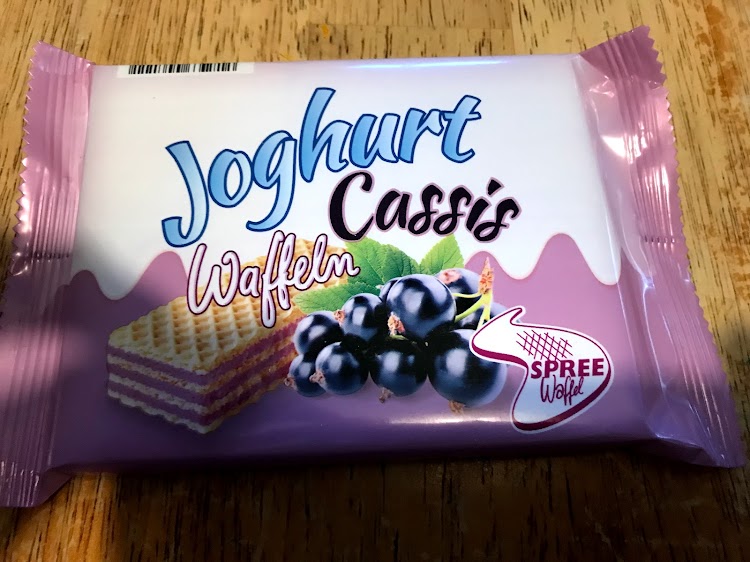 Joghurt
Cassis
Waffeln
SPREE
Waffel